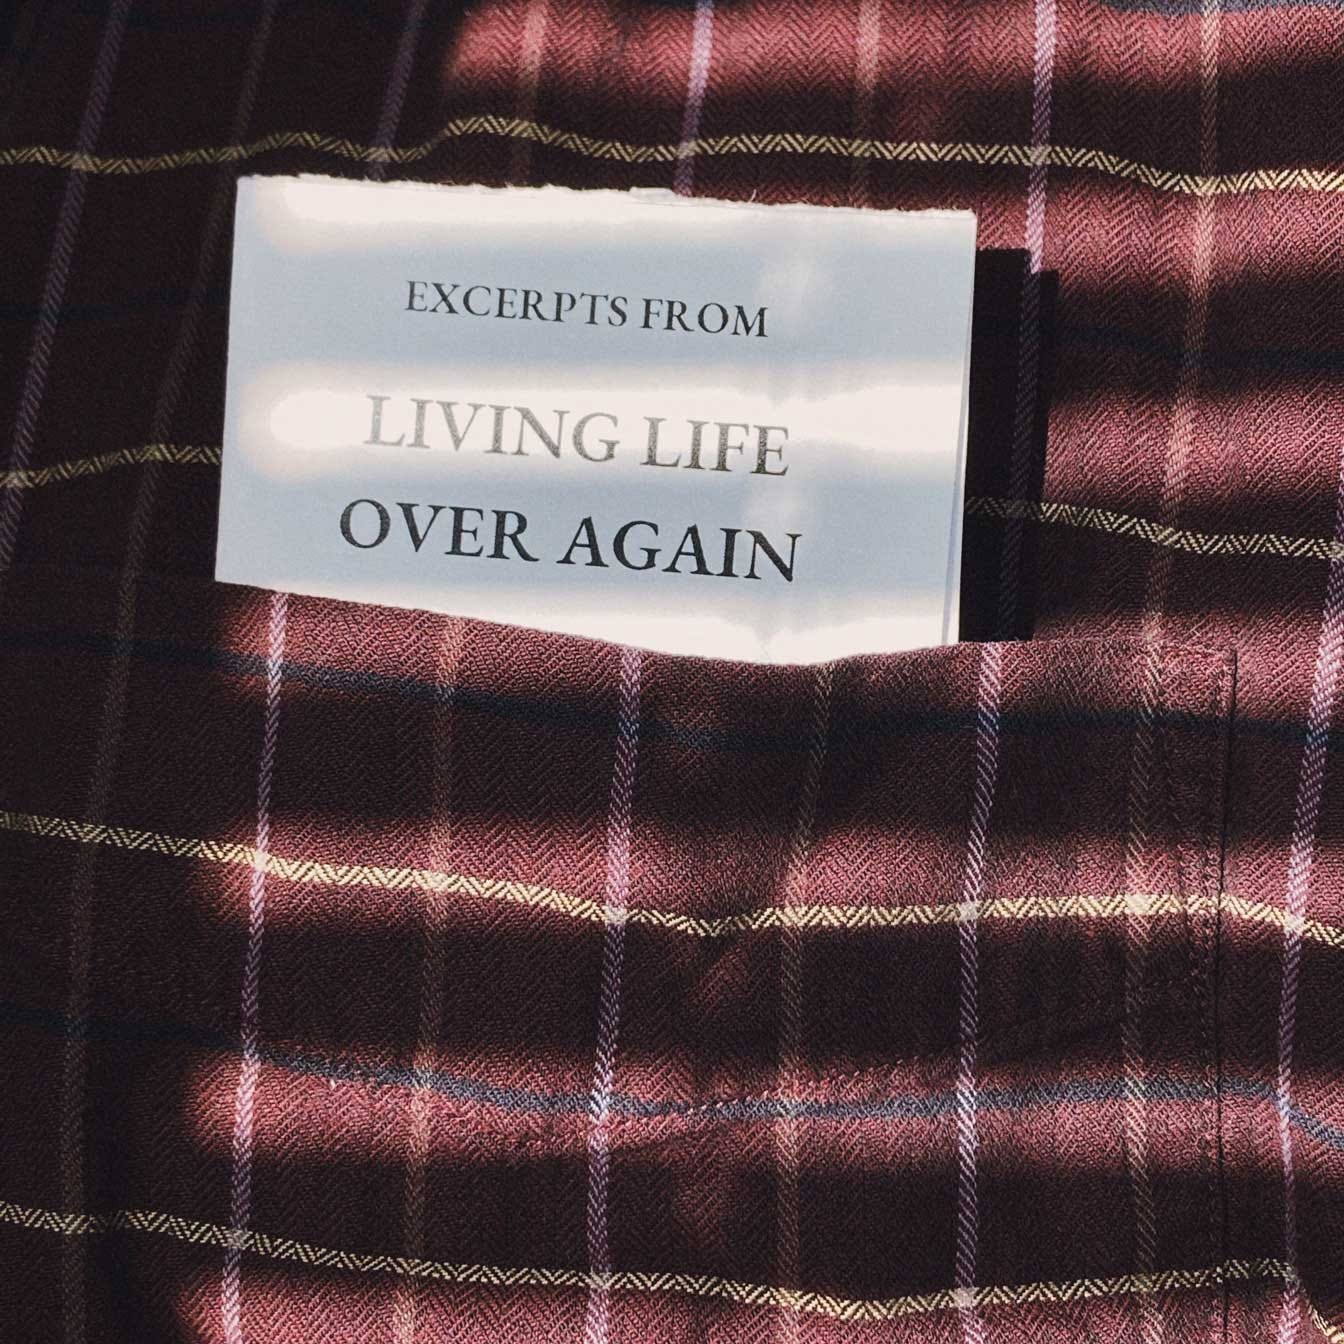 EXCERPTS FROM
LIVING LIFE
OVER AGAIN